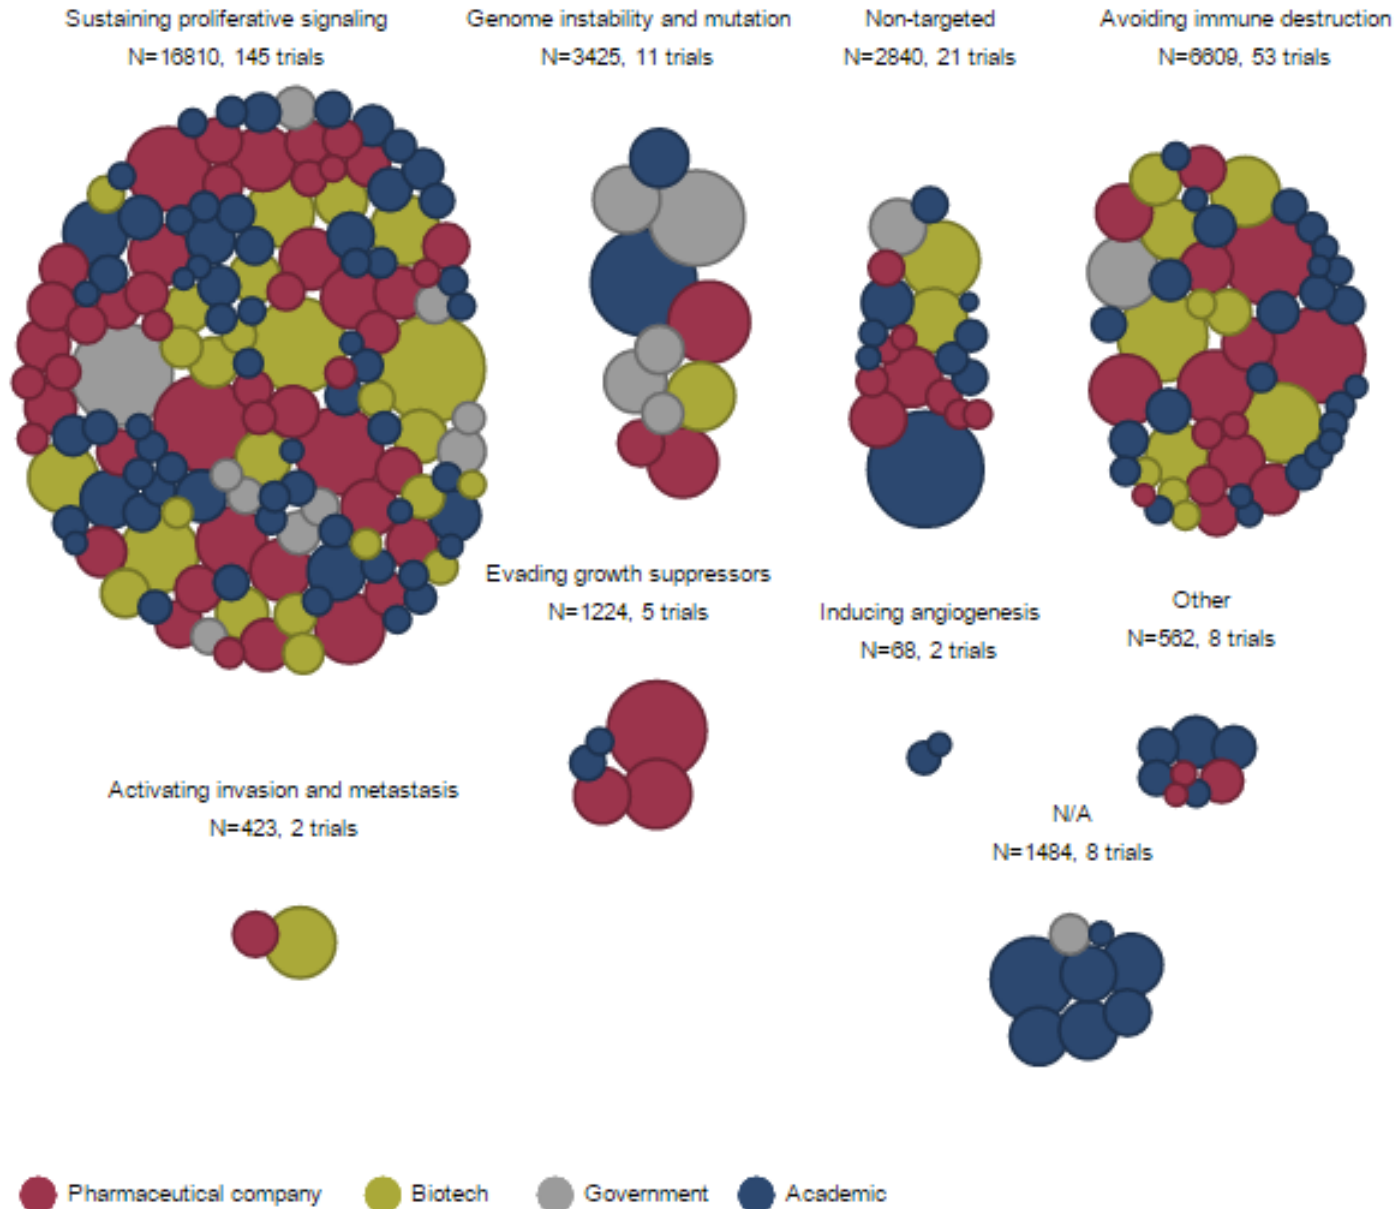 Sustaining proliferative signaling
N=16810, 145 trials
Genome instability and mutation
N=3425, 11 trials
Non-targeted
N=2840, 21 trials
Avoiding immune destruction
N=6609, 53 trials
Evading growth suppressors
N=1224, 5 trials
Inducing angiogenesis
N=68, 2 trials
Other
N=562, 8 trials
Activating invasion and metastasis
N=423, 2 trials
N/A
N=1484, 8 trials
Pharmaceutical company
Biotech
Government
Academic